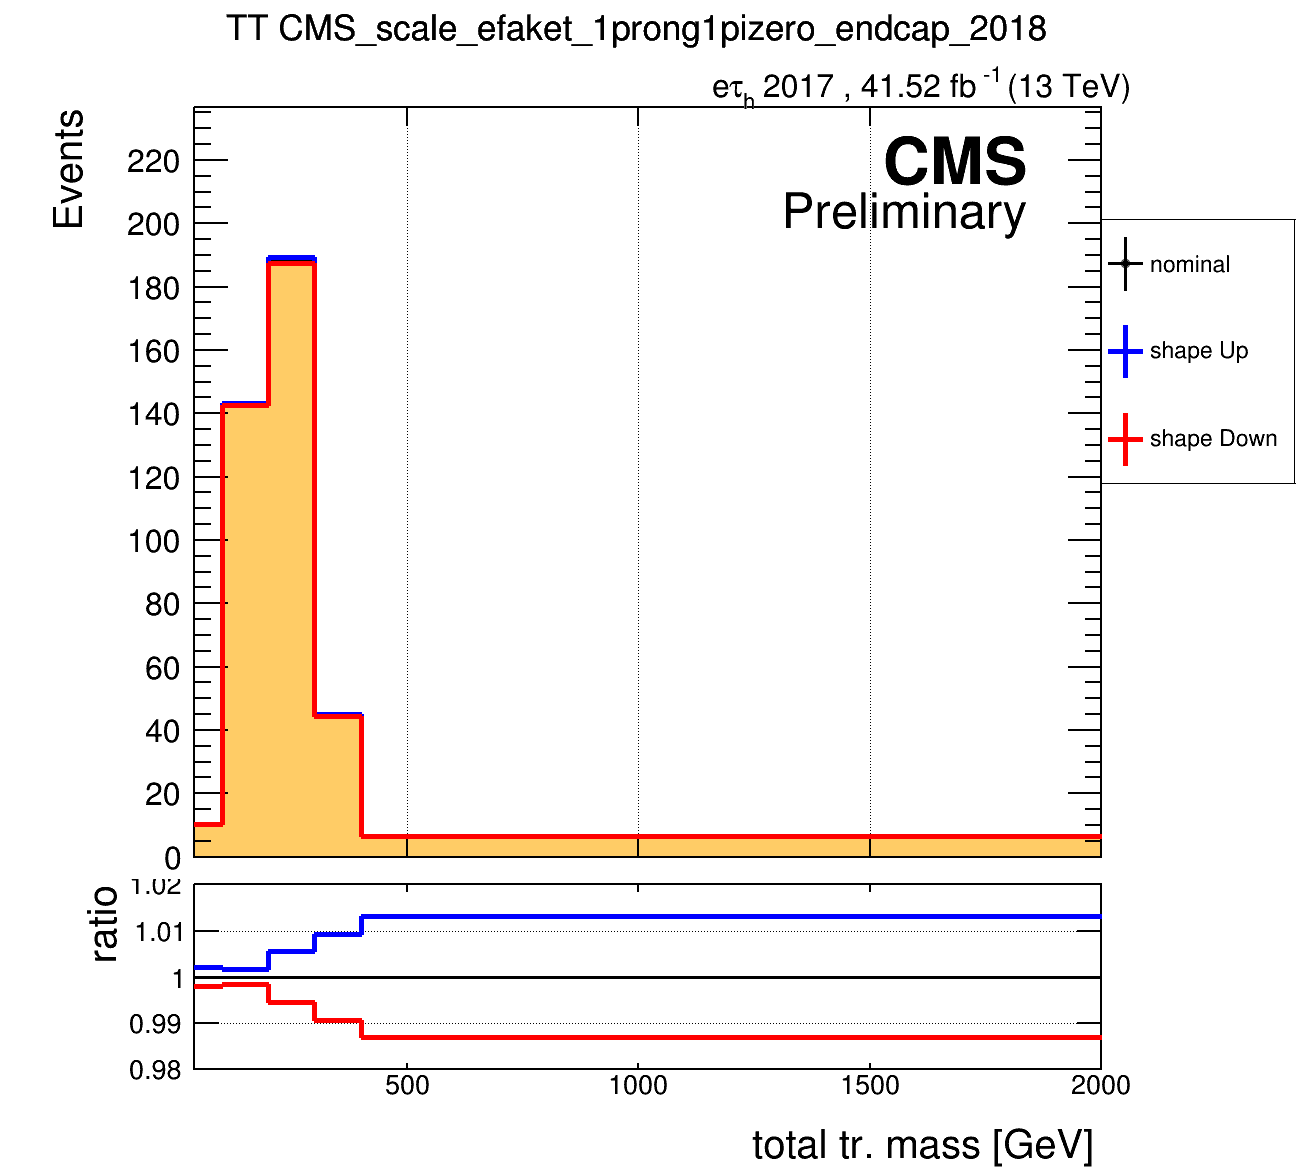 TT CMS_scale_efaket_1prong1pizero_endcap_2018
eτh 2017 , 41.52 fb-1 (13 TeV)
Events
CMS
Preliminary
220
200
180
160
140
120
100
80
60
40
20
0
nominal
shape Up
shape Down
ratio
1.02
1.01
1
0.99
0.98
500
1000
1500
2000
total tr. mass [GeV]